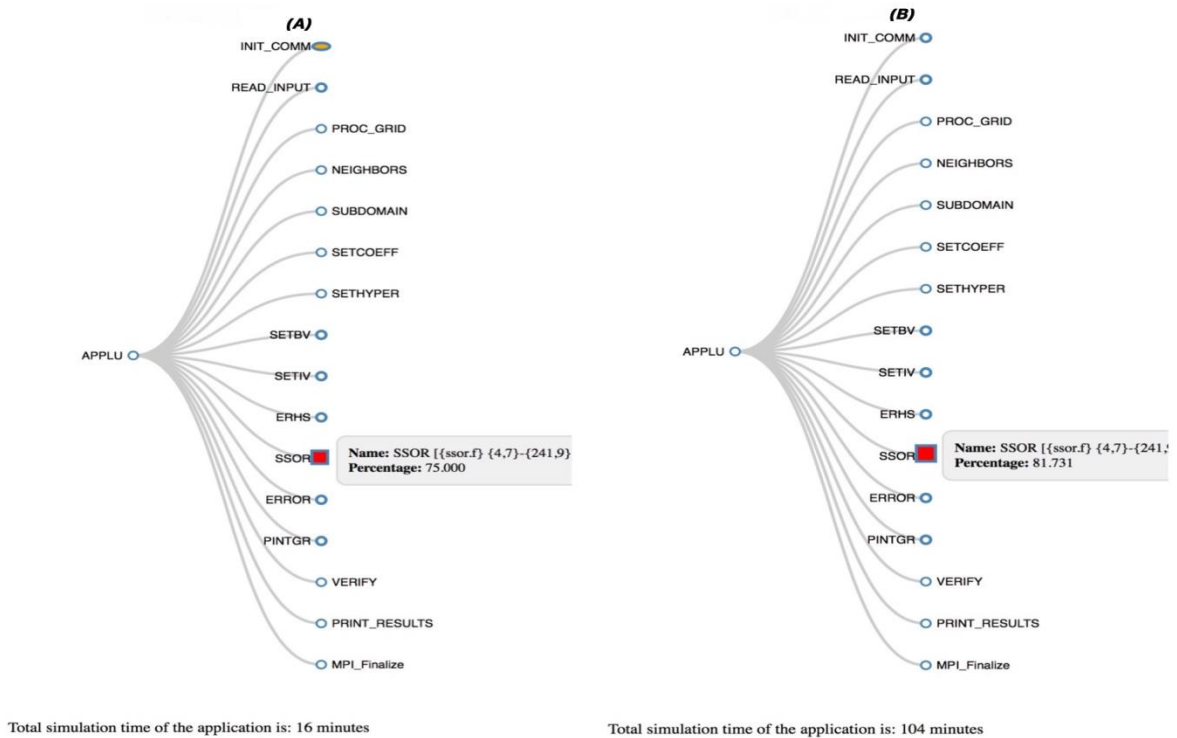 (A)
INIT_COMM
READ_INPUT
PROC_GRID
NEIGHBORS
SUBDOMAIN
SETCOEFF
SETHYPER
SETBV
APPLU
SETIV
ERHS
SSOR
Name: SSOR [{ssor.f} {4,7}-{241,9}
Percentage: 75.000
ERROR
PINTGR
VERIFY
PRINT_RESULTS
MPI_Finalize
Total simulation time of the application is: 16 minutes
(B)
INIT_COMM
READ_INPUT
PROC_GRID
NEIGHBORS
SUBDOMAIN
SETCOEFF
SETHYPER
SETBV
APPLU
SETIV
ERHS
SSOR
Name: SSOR [{ssor.f} {4,7}-{241,9
Percentage: 81.731
ERROR
PINTGR
VERIFY
PRINT_RESULTS
MPI_Finalize
Total simulation time of the application is: 104 minutes